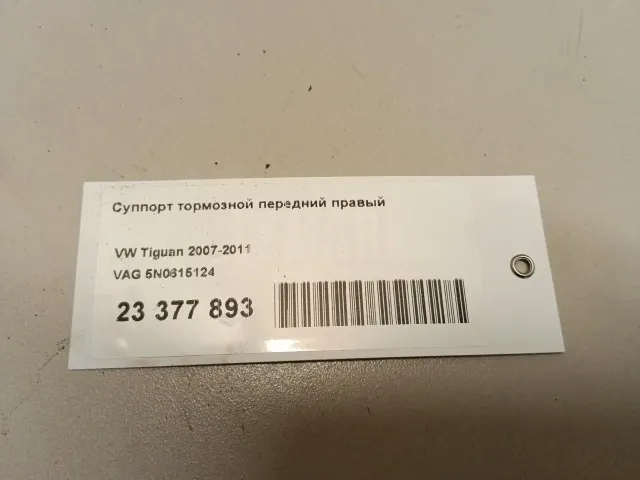 Суппорт тормозной передний правый
VW Tiguan 2007-2011
VAG 5N0615124
23 377 893